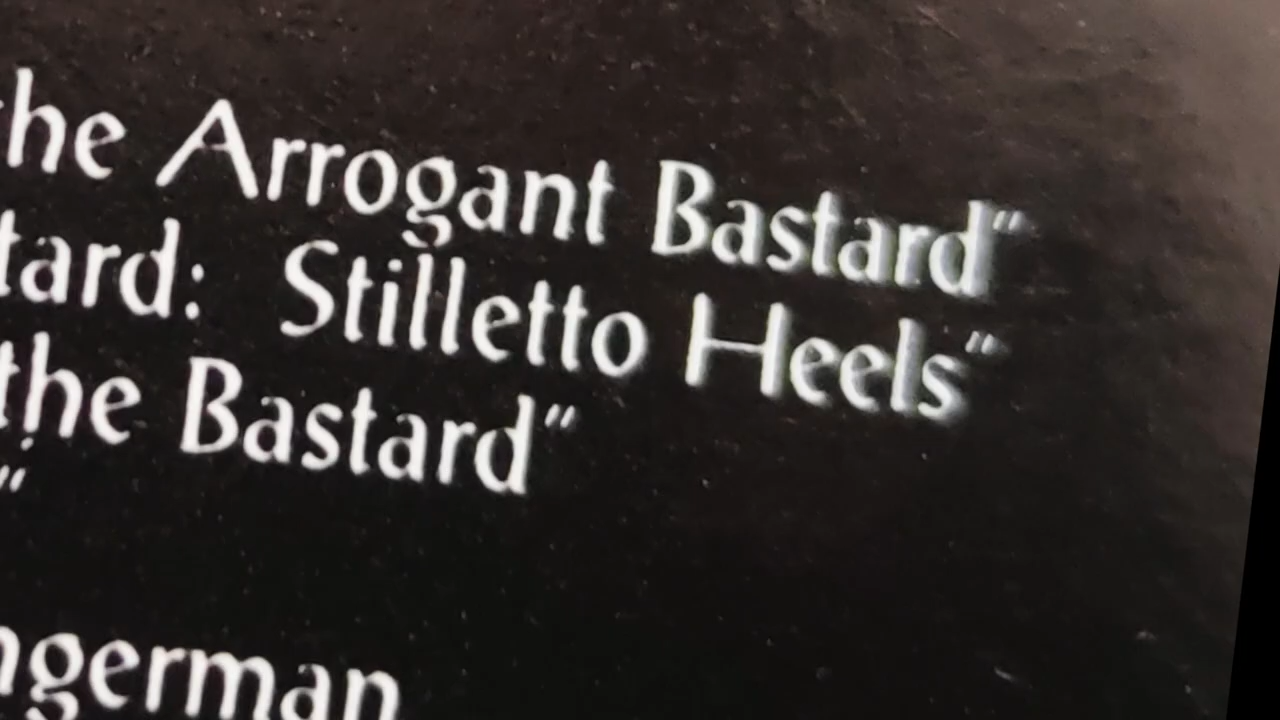 he Arrogant Bastard“
tard: Stilletto Heels“
the Bastard“
“
ngerman